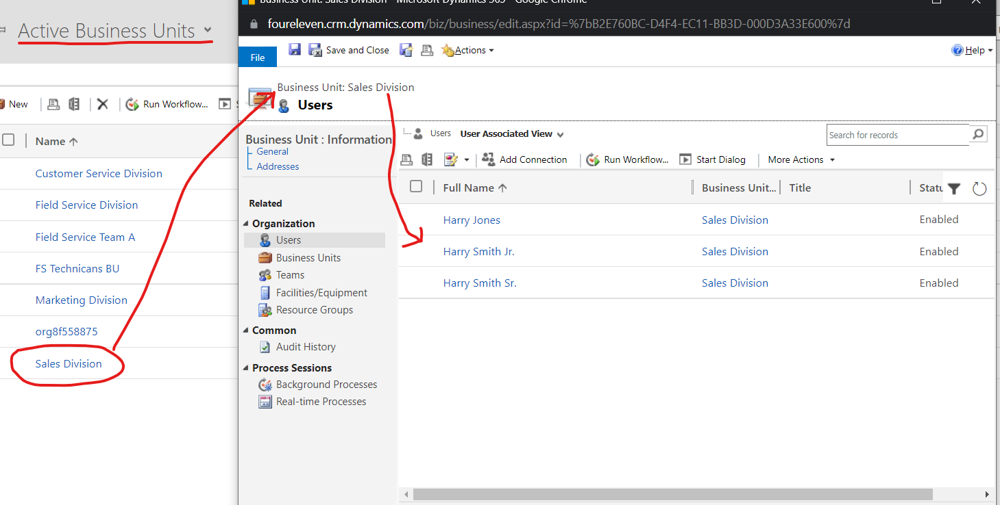 Active Business Units
New
Run Workflow...
Name
Customer Service Division
Field Service Division
Field Service Team A
FS Technicans BU
Marketing Division
org8f558875
Sales Division
Business Unit: Sales Division - Microsoft Dynamics 365 - Google Chrome
foureleven.crm.dynamics.com/biz/business/edit.aspx?id=%7bB2E760BC-D4F4-EC11-BB3D-000D3A33E600%7d
File
Save and Close
Actions
Help
Business Unit: Sales Division
Users
Business Unit : Information
General
Addresses
Related
Organization
Users
Business Units
Teams
Facilities/Equipment
Resource Groups
Common
Audit History
Process Sessions
Background Processes
Real-time Processes
Users User Associated View
Search for records
Add Connection Run Workflow... Start Dialog More Actions
Full Name Business Unit... Title Statu
Harry Jones Sales Division Enabled
Harry Smith Jr. Sales Division Enabled
Harry Smith Sr. Sales Division Enabled